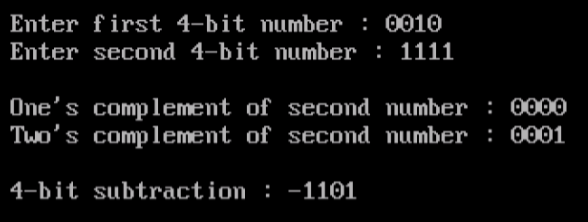 Enter first 4-bit number : 0010
Enter second 4-bit number : 1111
One's complement of second number : 0000
Two's complement of second number : 0001
4-bit subtraction : -1101